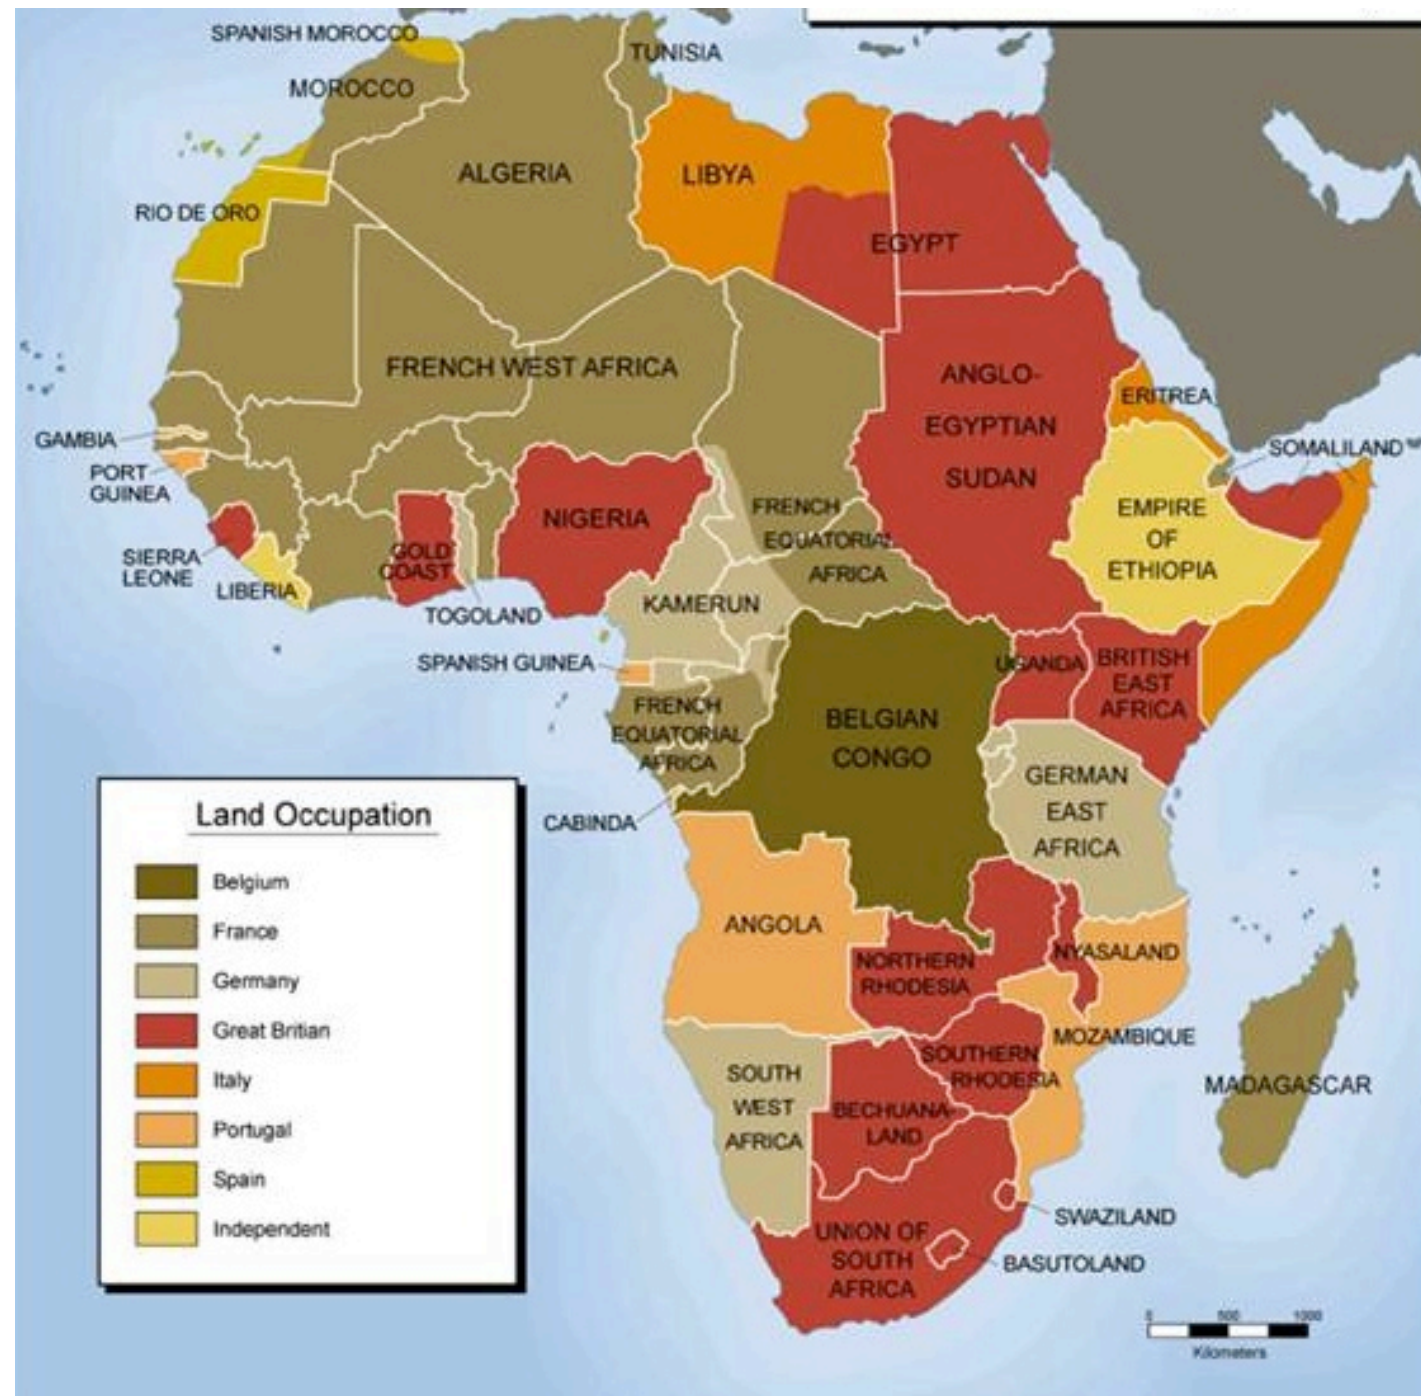 SPANISH MOROCCO
TUNISIA
MOROCCO
ALGERIA
LIBYA
RIO DE ORO
EGYPT
FRENCH WEST AFRICA
ANGLO-
EGYPTIAN
SUDAN
ERITREA
GAMBIA
PORT
GUINEA
SOMALILAND
NIGERIA
FRENCH
EQUATORIAL
AFRICA
EMPIRE
OF
ETHIOPIA
SIERRA
LEONE
LIBERIA
GOLD
COAST
TOGOLAND
KAMERUN
SPANISH GUINEA
UGANDA
BRITISH
EAST
AFRICA
FRENCH
EQUATORIAL
AFRICA
BELGIAN
CONGO
GERMAN
EAST
AFRICA
CABINDA
ANGOLA
NORTHERN
RHODESIA
NYASALAND
MOZAMBIQUE
SOUTHERN
RHODESIA
MADAGASCAR
SOUTH
WEST
AFRICA
BECHUANA-
LAND
SWAZILAND
UNION OF
SOUTH
AFRICA
BASUTOLAND
Land Occupation
Belgium
France
Germany
Great Britian
Italy
Portugal
Spain
Independent
0 500 1000
Kilometers